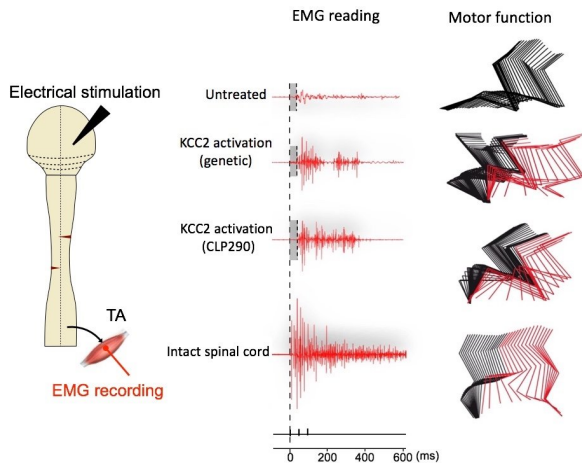 EMG reading
Motor function
Electrical stimulation
Untreated
KCC2 activation
(genetic)
KCC2 activation
(CLP290)
TA
Intact spinal cord
EMG recording
0 200 400 600 (ms)